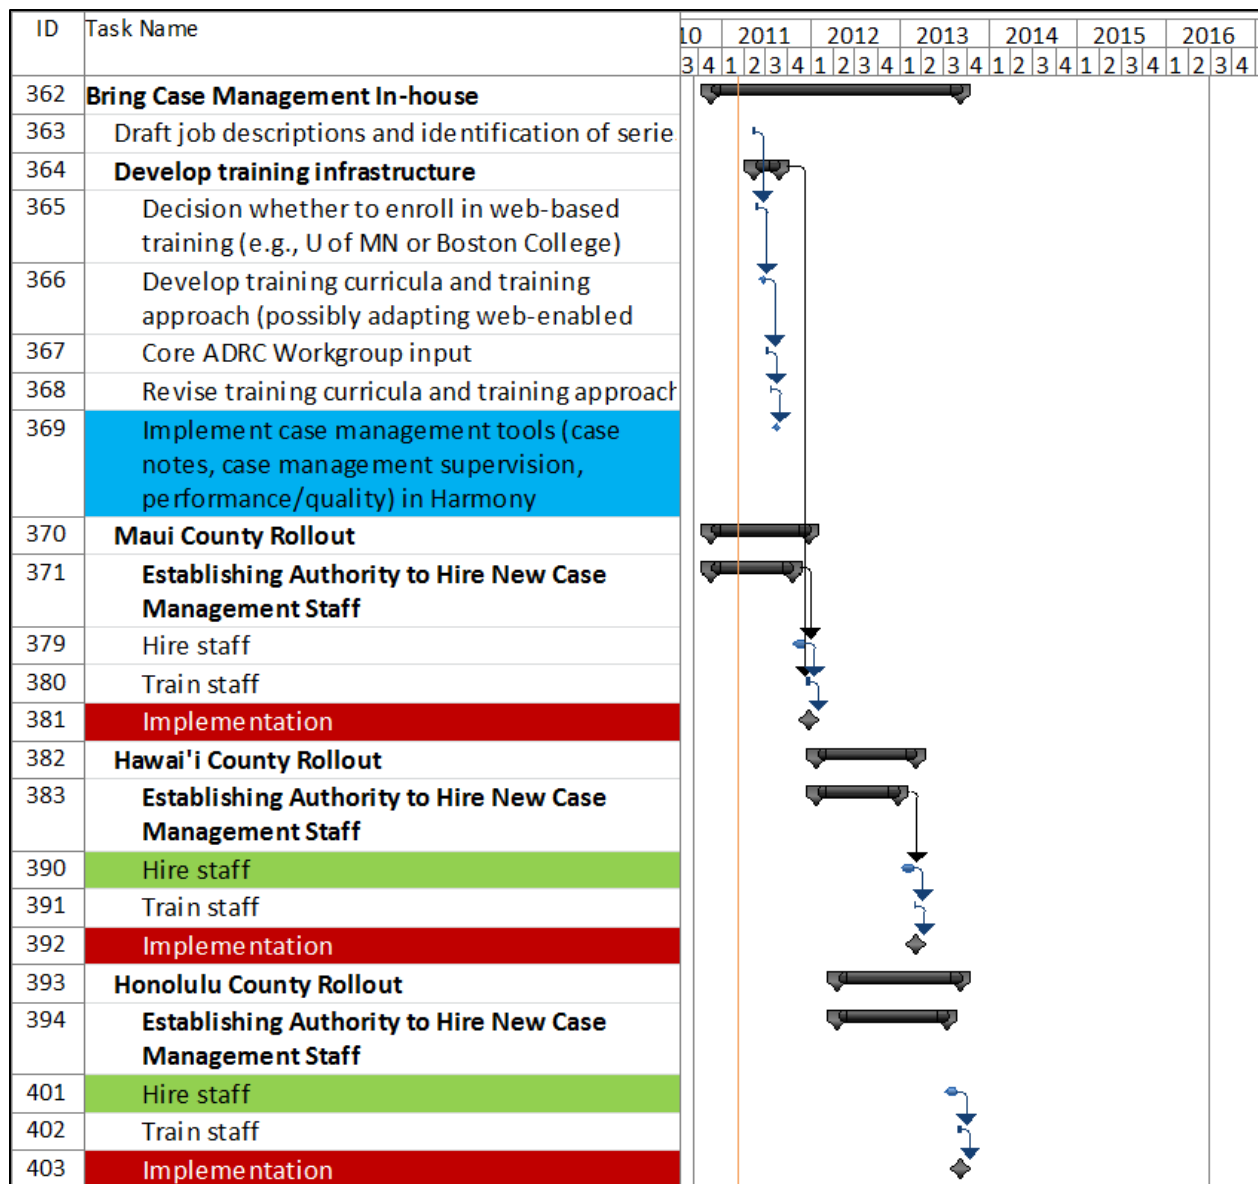 ID Task Name 10 2011 2012 2013 2014 2015 2016
3 4 1 2 3 4 1 2 3 4 1 2 3 4 1 2 3 4 1 2 3 4 1 2 3 4
362 Bring Case Management In-house
363 Draft job descriptions and identification of serie
364 Develop training infrastructure
365 Decision whether to enroll in web-based
training (e.g., U of MN or Boston College)
366 Develop training curricula and training
approach (possibly adapting web-enabled
367 Core ADRC Workgroup input
368 Revise training curricula and training approach
369 Implement case management tools (case
notes, case management supervision,
performance/quality) in Harmony
370 Maui County Rollout
371 Establishing Authority to Hire New Case
Management Staff
379 Hire staff
380 Train staff
381 Implementation
382 Hawai'i County Rollout
383 Establishing Authority to Hire New Case
Management Staff
390 Hire staff
391 Train staff
392 Implementation
393 Honolulu County Rollout
394 Establishing Authority to Hire New Case
Management Staff
401 Hire staff
402 Train staff
403 Implementation